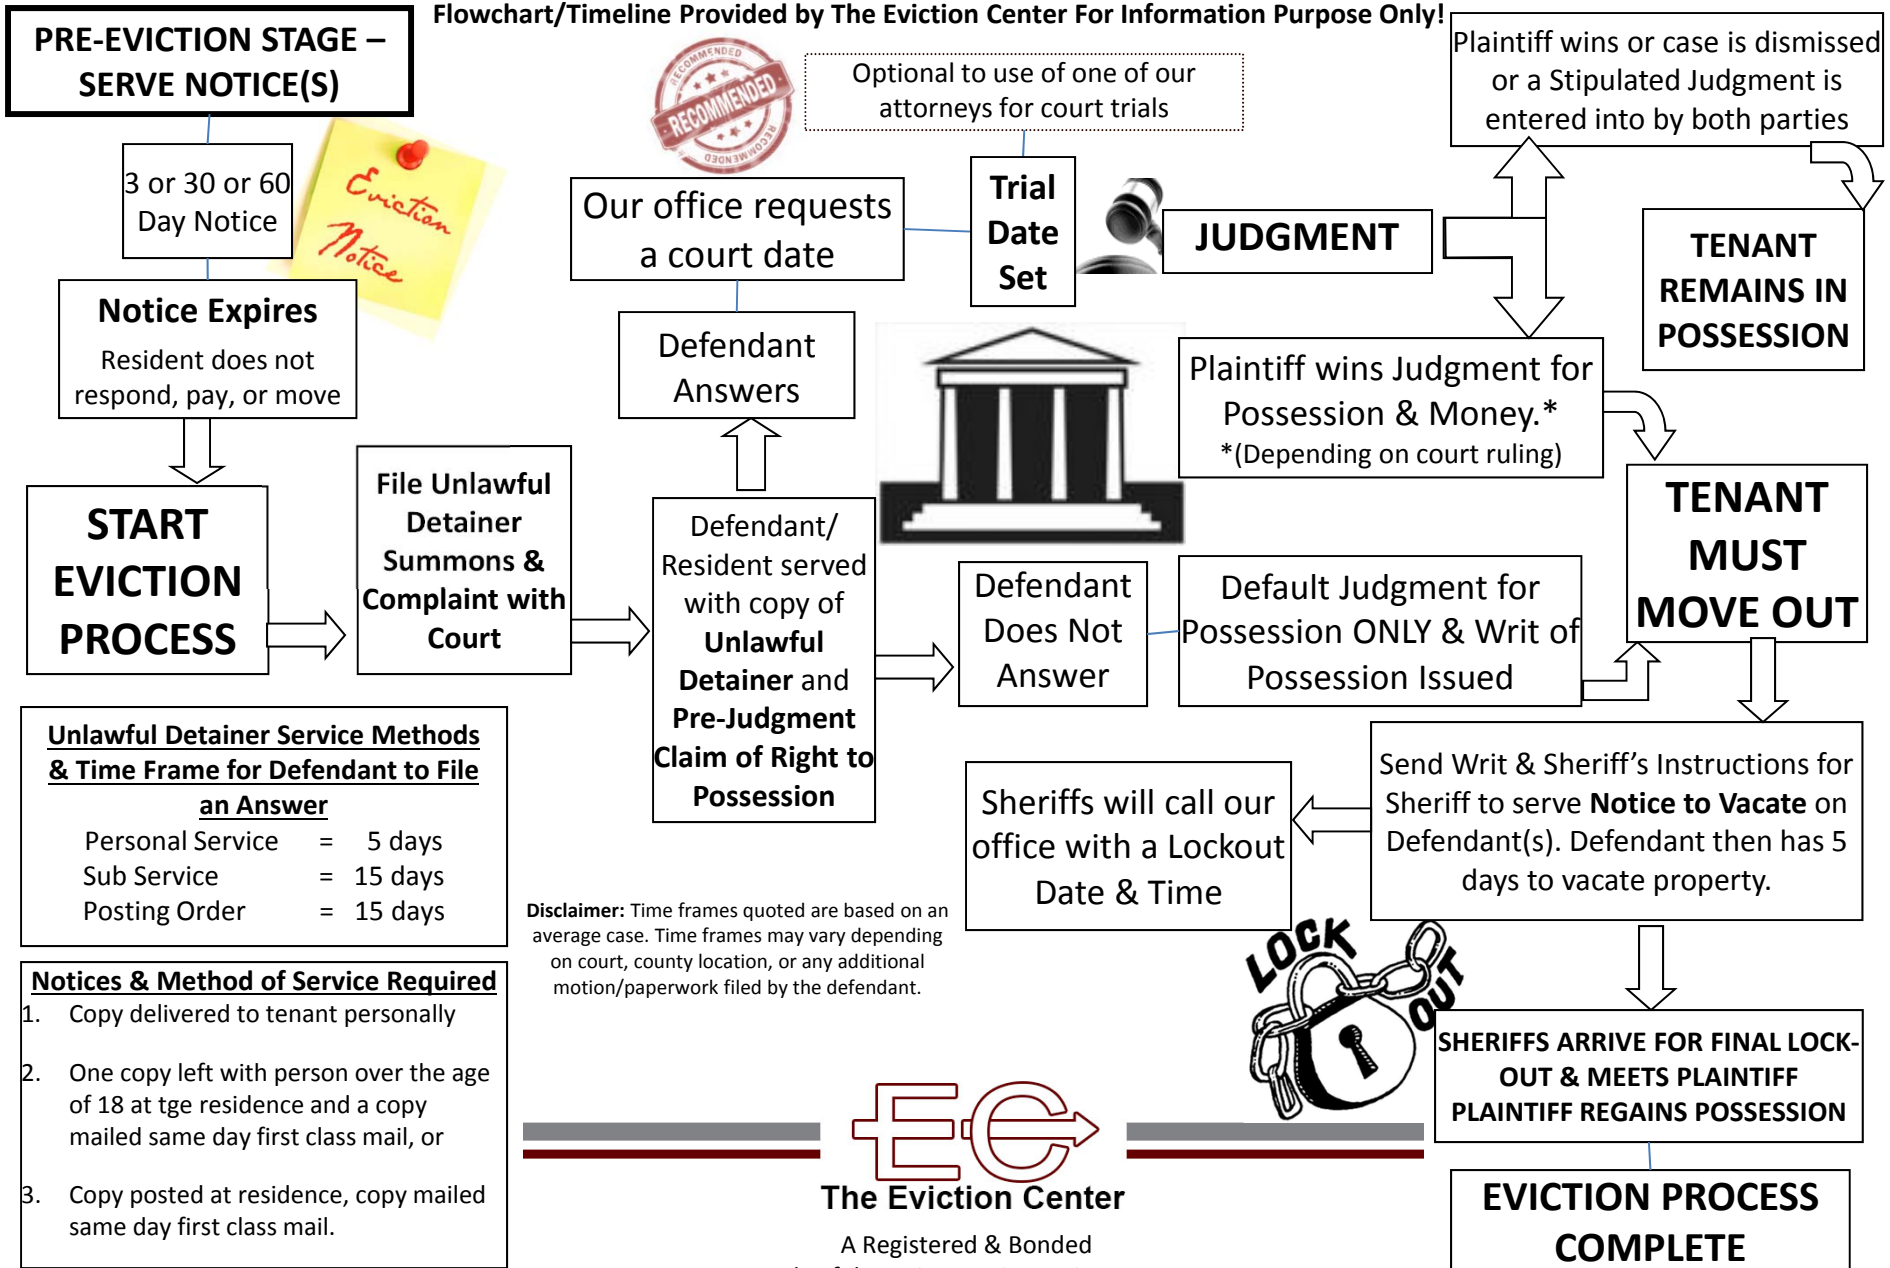 Flowchart/Timeline Provided by The Eviction Center For Information Purpose Only!
PRE-EVICTION STAGE –
SERVE NOTICE(S)
3 or 30 or 60
Day Notice
Eviction
Notice
Notice Expires
Resident does not
respond, pay, or move
START
EVICTION
PROCESS
File Unlawful
Detainer
Summons &
Complaint with
Court
Defendant/
Resident served
with copy of
Unlawful
Detainer and
Pre-Judgment
Claim of Right to
Possession
Defendant
Answers
Our office requests
a court date
RECOMMENDED
RECOMMENDED
RECOMMENDED
Optional to use of one of our
attorneys for court trials
Trial
Date
Set
JUDGMENT
Plaintiff wins or case is dismissed
or a Stipulated Judgment is
entered into by both parties
TENANT
REMAINS IN
POSSESSION
Plaintiff wins Judgment for
Possession & Money.*
*(Depending on court ruling)
TENANT
MUST
MOVE OUT
Defendant
Does Not
Answer
Default Judgment for
Possession ONLY & Writ of
Possession Issued
Send Writ & Sheriff's Instructions for
Sheriff to serve Notice to Vacate on
Defendant(s). Defendant then has 5
days to vacate property.
Sheriffs will call our
office with a Lockout
Date & Time
LOCK
OUT
SHERIFFS ARRIVE FOR FINAL LOCK-
OUT & MEETS PLAINTIFF
PLAINTIFF REGAINS POSSESSION
EVICTION PROCESS
COMPLETE
Unlawful Detainer Service Methods
& Time Frame for Defendant to File
an Answer
Personal Service = 5 days
Sub Service = 15 days
Posting Order = 15 days
Notices & Method of Service Required
1. Copy delivered to tenant personally
2. One copy left with person over the age
of 18 at tge residence and a copy
mailed same day first class mail, or
3. Copy posted at residence, copy mailed
same day first class mail.
Disclaimer: Time frames quoted are based on an
average case. Time frames may vary depending
on court, county location, or any additional
motion/paperwork filed by the defendant.
EC
The Eviction Center
A Registered & Bonded